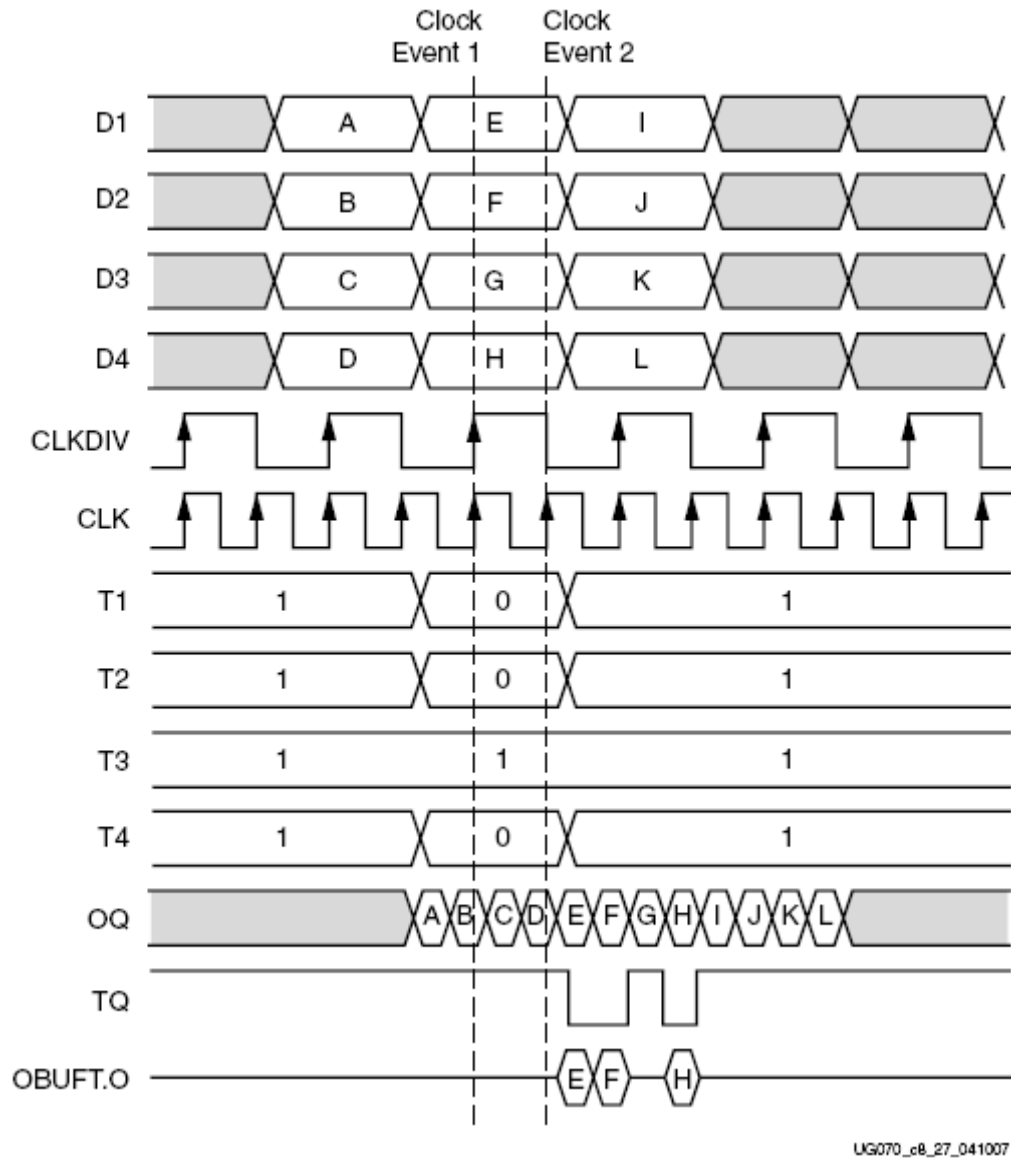 Clock Clock
Event 1 Event 2
D1 A E I
D2 B F J
D3 C G K
D4 D H L
CLKDIV
CLK
T1 1 0 1
T2 1 0 1
T3 1 1 1
T4 1 0 1
OQ A B C D E F G H I J K L
TQ
OBUFT.O E F H
UG070_c8_27_041007